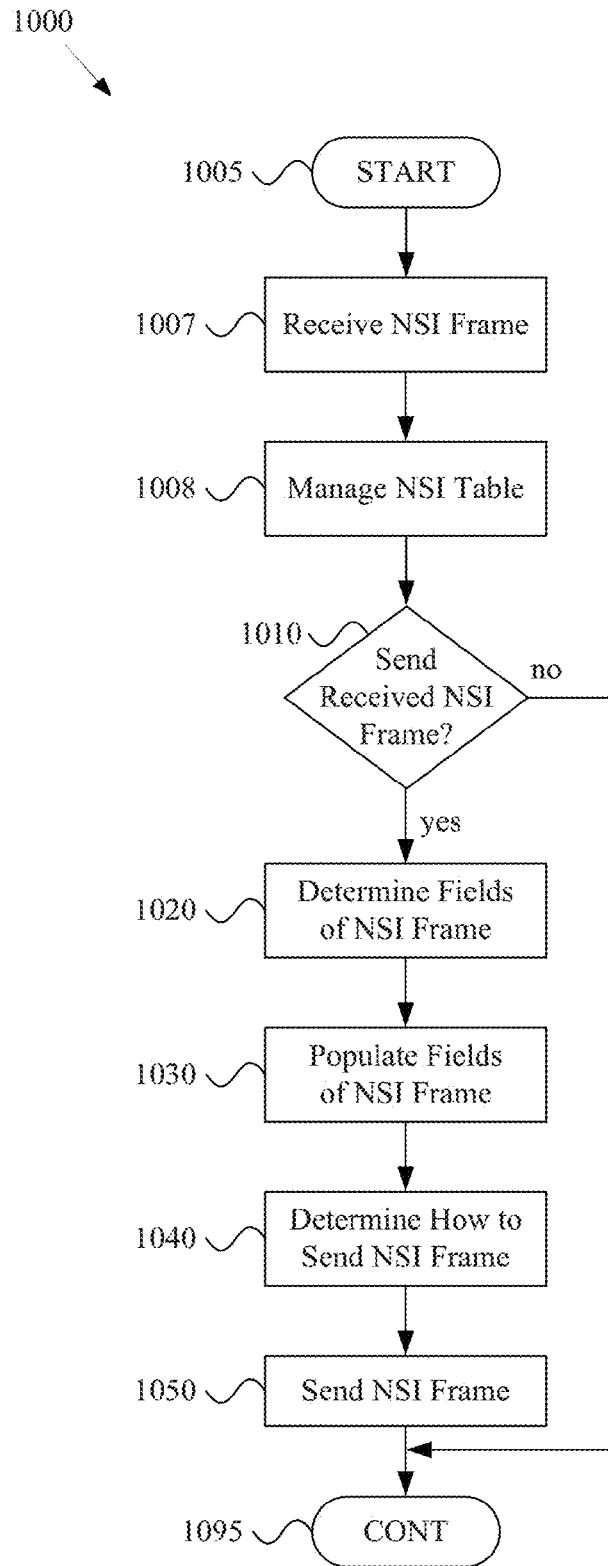 1000
1005
START
1007
Receive NSI Frame
1008
Manage NSI Table
1010
Send
Received NSI
Frame?
no
yes
1020
Determine Fields
of NSI Frame
1030
Populate Fields
of NSI Frame
1040
Determine How to
Send NSI Frame
1050
Send NSI Frame
1095
CONT